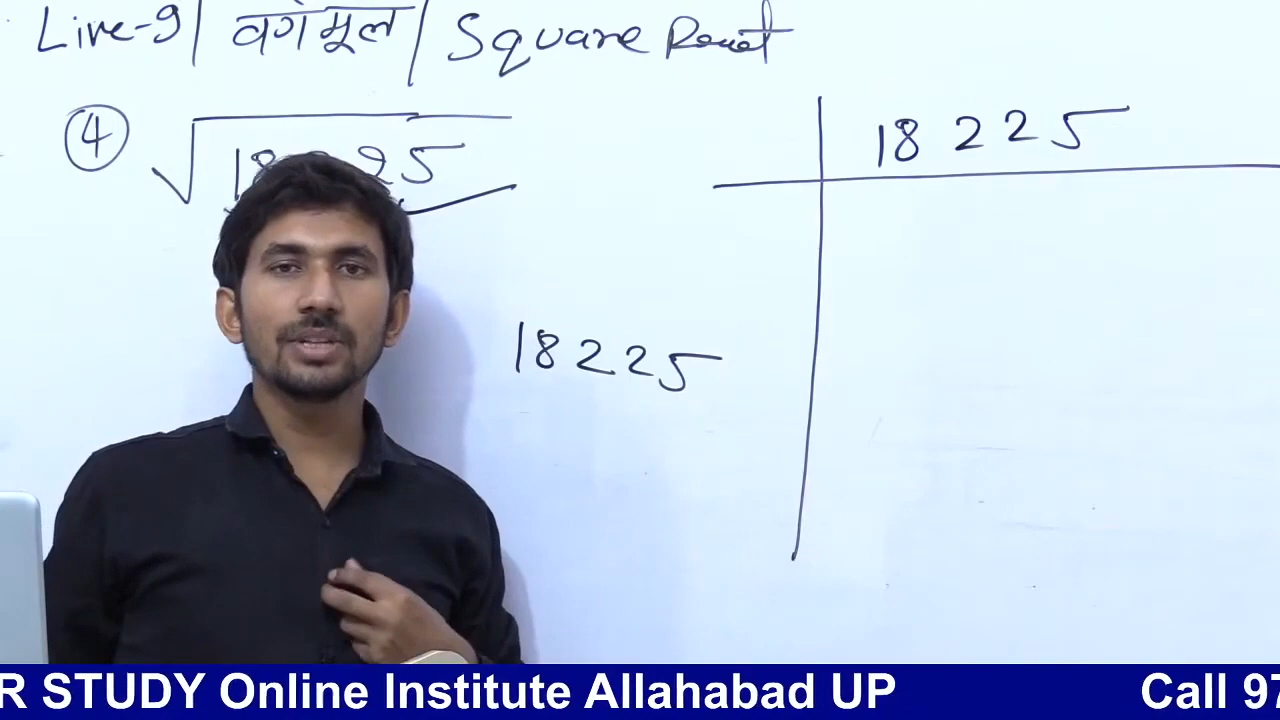 Live-9 | वर्गमूल | Square Root
④ √18225
18225
18225
R STUDY Online Institute Allahabad UP Call 97